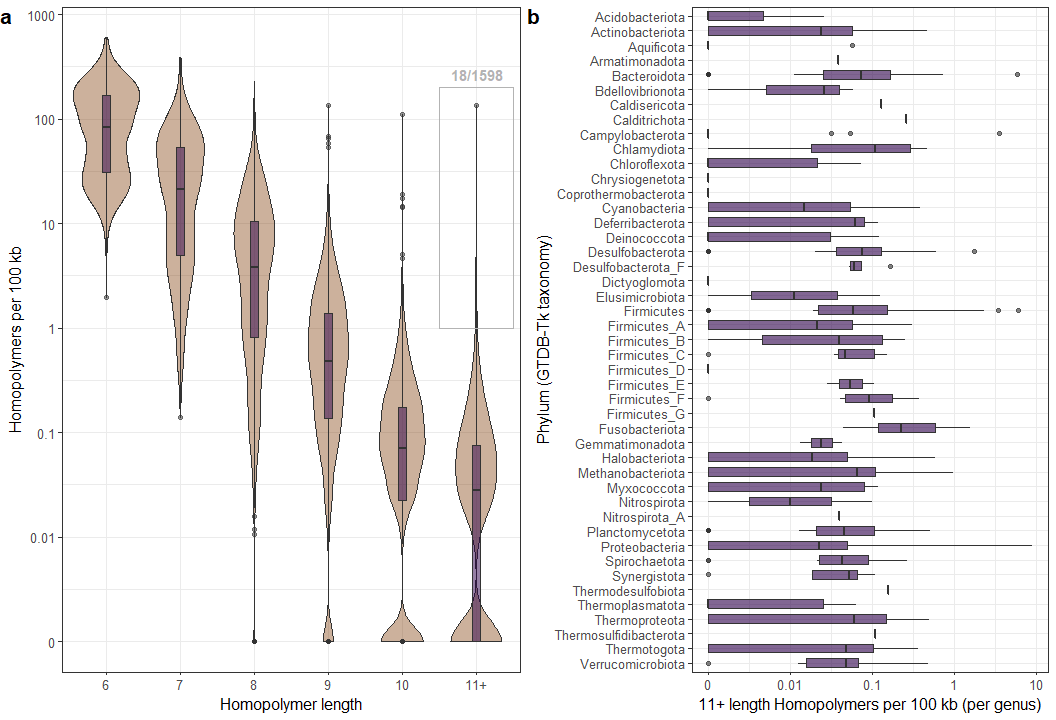 a
1000
100
10
1
0.1
0.01
0
Homopolymers per 100 kb
18/1598
6 7 8 9 10 11+
Homopolymer length
b
Phylum (GTDB-Tk taxonomy)
Acidobacteriota
Actinobacteriota
Aquificota
Armatimonadota
Bacteroidota
Bdellovibrionota
Caldisericota
Calditrichota
Campylobacterota
Chlamydiota
Chloroflexota
Chrysiogenetota
Coprothermobacterota
Cyanobacteria
Deferribacterota
Deinococcota
Desulfobacterota
Desulfobacterota_F
Dictyoglomota
Elusimicrobiota
Firmicutes
Firmicutes_A
Firmicutes_B
Firmicutes_C
Firmicutes_D
Firmicutes_E
Firmicutes_F
Firmicutes_G
Fusobacteriota
Gemmatimonadota
Halobacteriota
Methanobacteriota
Myxococcota
Nitrospirota
Nitrospirota_A
Planctomycetota
Proteobacteria
Spirochaetota
Synergistota
Thermodesulfobiota
Thermoplasmatota
Thermoproteota
Thermosulfidibacterota
Thermotogota
Verrucomicrobiota
0 0.01 0.1 1 10
11+ length Homopolymers per 100 kb (per genus)